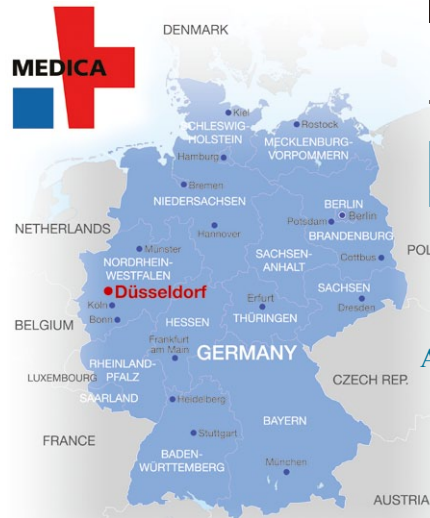 DENMARK
MEDICA
Kiel
SCHLESWIG-
HOLSTEIN
Rostock
MECKLENBURG-
VORPOMMERN
Hamburg
Bremen
NIEDERSACHSEN
BERLIN
Berlin
Potsdam
BRANDENBURG
NETHERLANDS
Hannover
Münster
POL
NORDRHEIN-
WESTFALEN
SACHSEN-
ANHALT
Cottbus
Düsseldorf
SACHSEN
Köln
Erfurt
Dresden
BELGIUM
Bonn
THÜRINGEN
HESSEN
Frankfurt
am Main
GERMANY
RHEINLAND-
PFALZ
LUXEMBOURG
CZECH REP.
SAARLAND
Heidelberg
BAYERN
FRANCE
Stuttgart
BADEN-
WÜRTTEMBERG
München
AUSTRIA